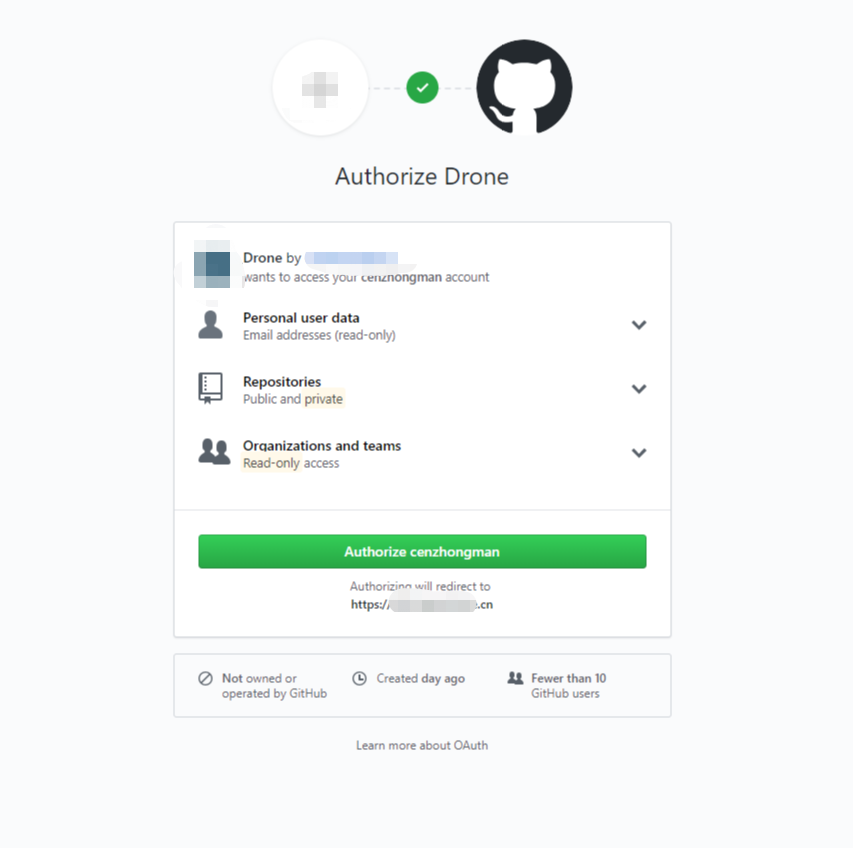 Authorize Drone
Drone by
wants to access your cenzhongman account
Personal user data
Email addresses (read-only)
Repositories
Public and private
Organizations and teams
Read-only access
Authorize cenzhongman
Authorizing will redirect to
https:/ .cn
Not owned or
operated by GitHub
Created day ago
Fewer than 10
GitHub users
Learn more about OAuth